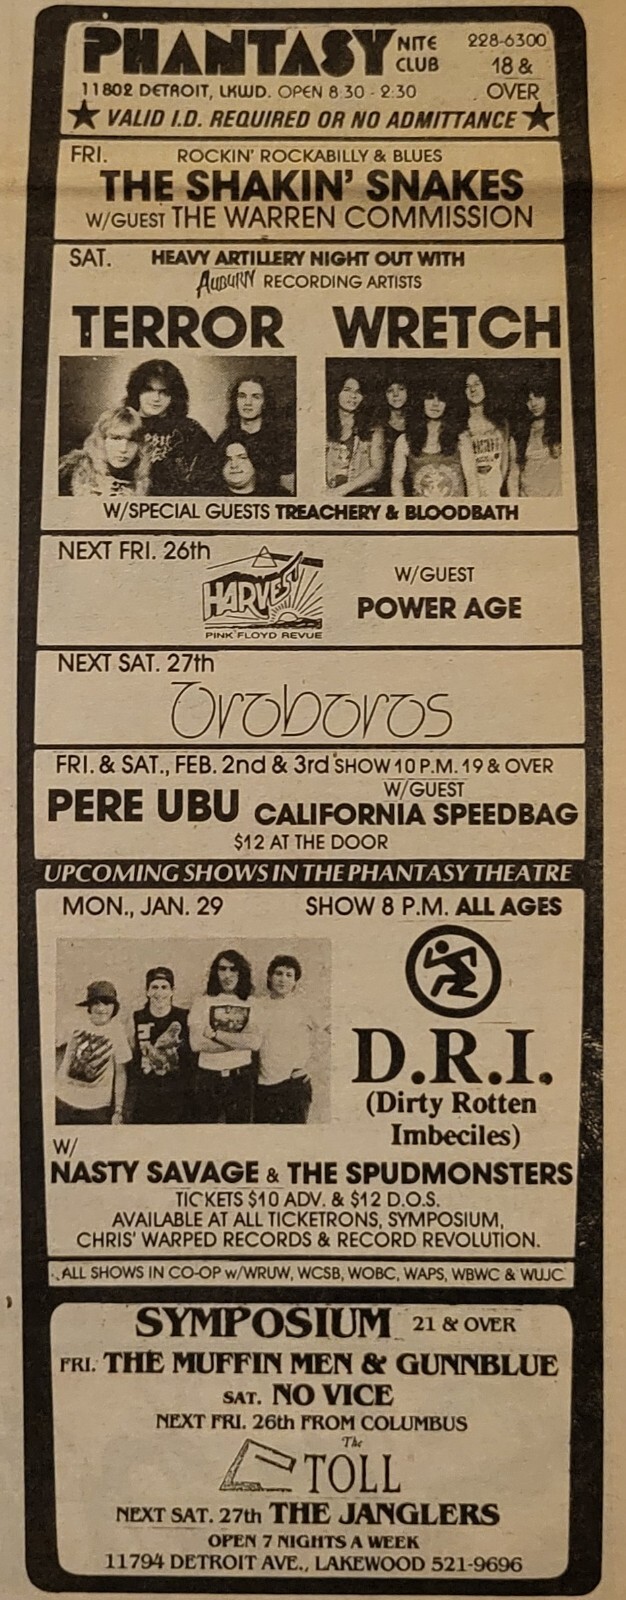 PHANTASY NITE CLUB 228-6300
11802 DETROIT, LKWD. OPEN 8:30 - 2:30 18 & OVER
★ VALID I.D. REQUIRED OR NO ADMITTANCE ★
FRI. ROCKIN' ROCKABILLY & BLUES
THE SHAKIN' SNAKES
W/GUEST THE WARREN COMMISSION
SAT. HEAVY ARTILLERY NIGHT OUT WITH
AUBURN RECORDING ARTISTS
TERROR WRETCH
W/SPECIAL GUESTS TREACHERY & BLOODBATH
NEXT FRI. 26th
HARVEST
PINK FLOYD REVUE
W/GUEST
POWER AGE
NEXT SAT. 27th
Oroboros
FRI. & SAT., FEB. 2nd & 3rd SHOW 10 P.M. 19 & OVER
PERE UBU W/GUEST CALIFORNIA SPEEDBAG
$12 AT THE DOOR
UPCOMING SHOWS IN THE PHANTASY THEATRE
MON., JAN. 29 SHOW 8 P.M. ALL AGES
D.R.I.
(Dirty Rotten
Imbeciles)
W/
NASTY SAVAGE & THE SPUDMONSTERS
TICKETS $10 ADV. & $12 D.O.S.
AVAILABLE AT ALL TICKETRONS, SYMPOSIUM,
CHRIS' WARPED RECORDS & RECORD REVOLUTION.
ALL SHOWS IN CO-OP w/WRUW, WCSB, WOBC, WAPS, WBWC & WUJC
SYMPOSIUM 21 & OVER
FRI. THE MUFFIN MEN & GUNNBLUE
SAT. NO VICE
NEXT FRI. 26th FROM COLUMBUS
The
TOLL
NEXT SAT. 27th THE JANGLERS
OPEN 7 NIGHTS A WEEK
11794 DETROIT AVE., LAKEWOOD 521-9696